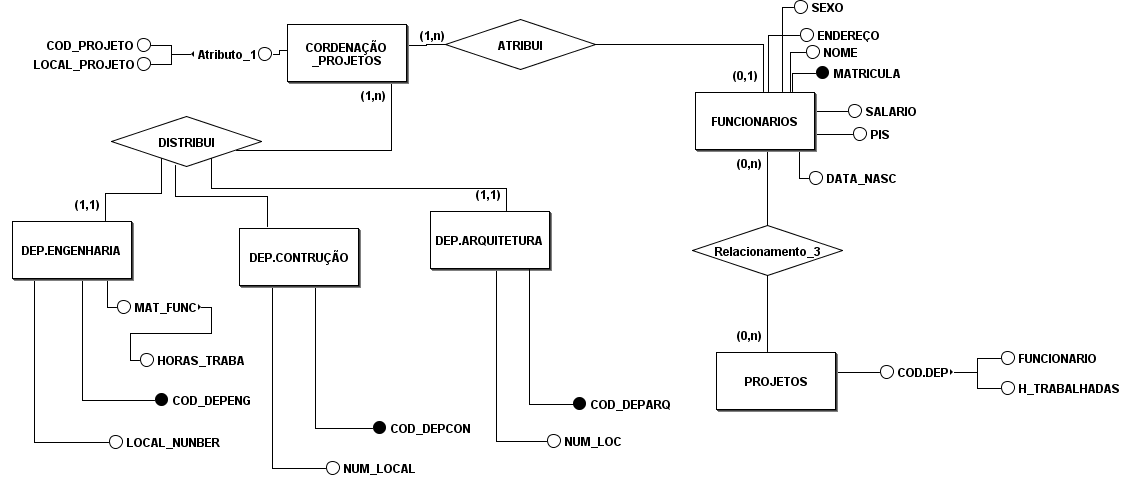 SEXO
ENDEREÇO
NOME
MATRICULA
COD_PROJETO
LOCAL_PROJETO
Atributo_1
CORDENAÇÃO
_PROJETOS
(1,n)
ATRIBUI
(0,1)
(1,n)
FUNCIONARIOS
SALARIO
PIS
DATA_NASC
DISTRIBUI
(0,n)
(1,1)
(1,1)
DEP.ENGENHARIA
DEP.CONTRUÇÃO
DEP.ARQUITETURA
Relacionamento_3
MAT_FUNC
HORAS_TRABA
(0,n)
PROJETOS
COD.DEP
FUNCIONARIO
H_TRABALHADAS
COD_DEPENG
COD_DEPARQ
COD_DEPCON
LOCAL_NUNBER
NUM_LOC
NUM_LOCAL